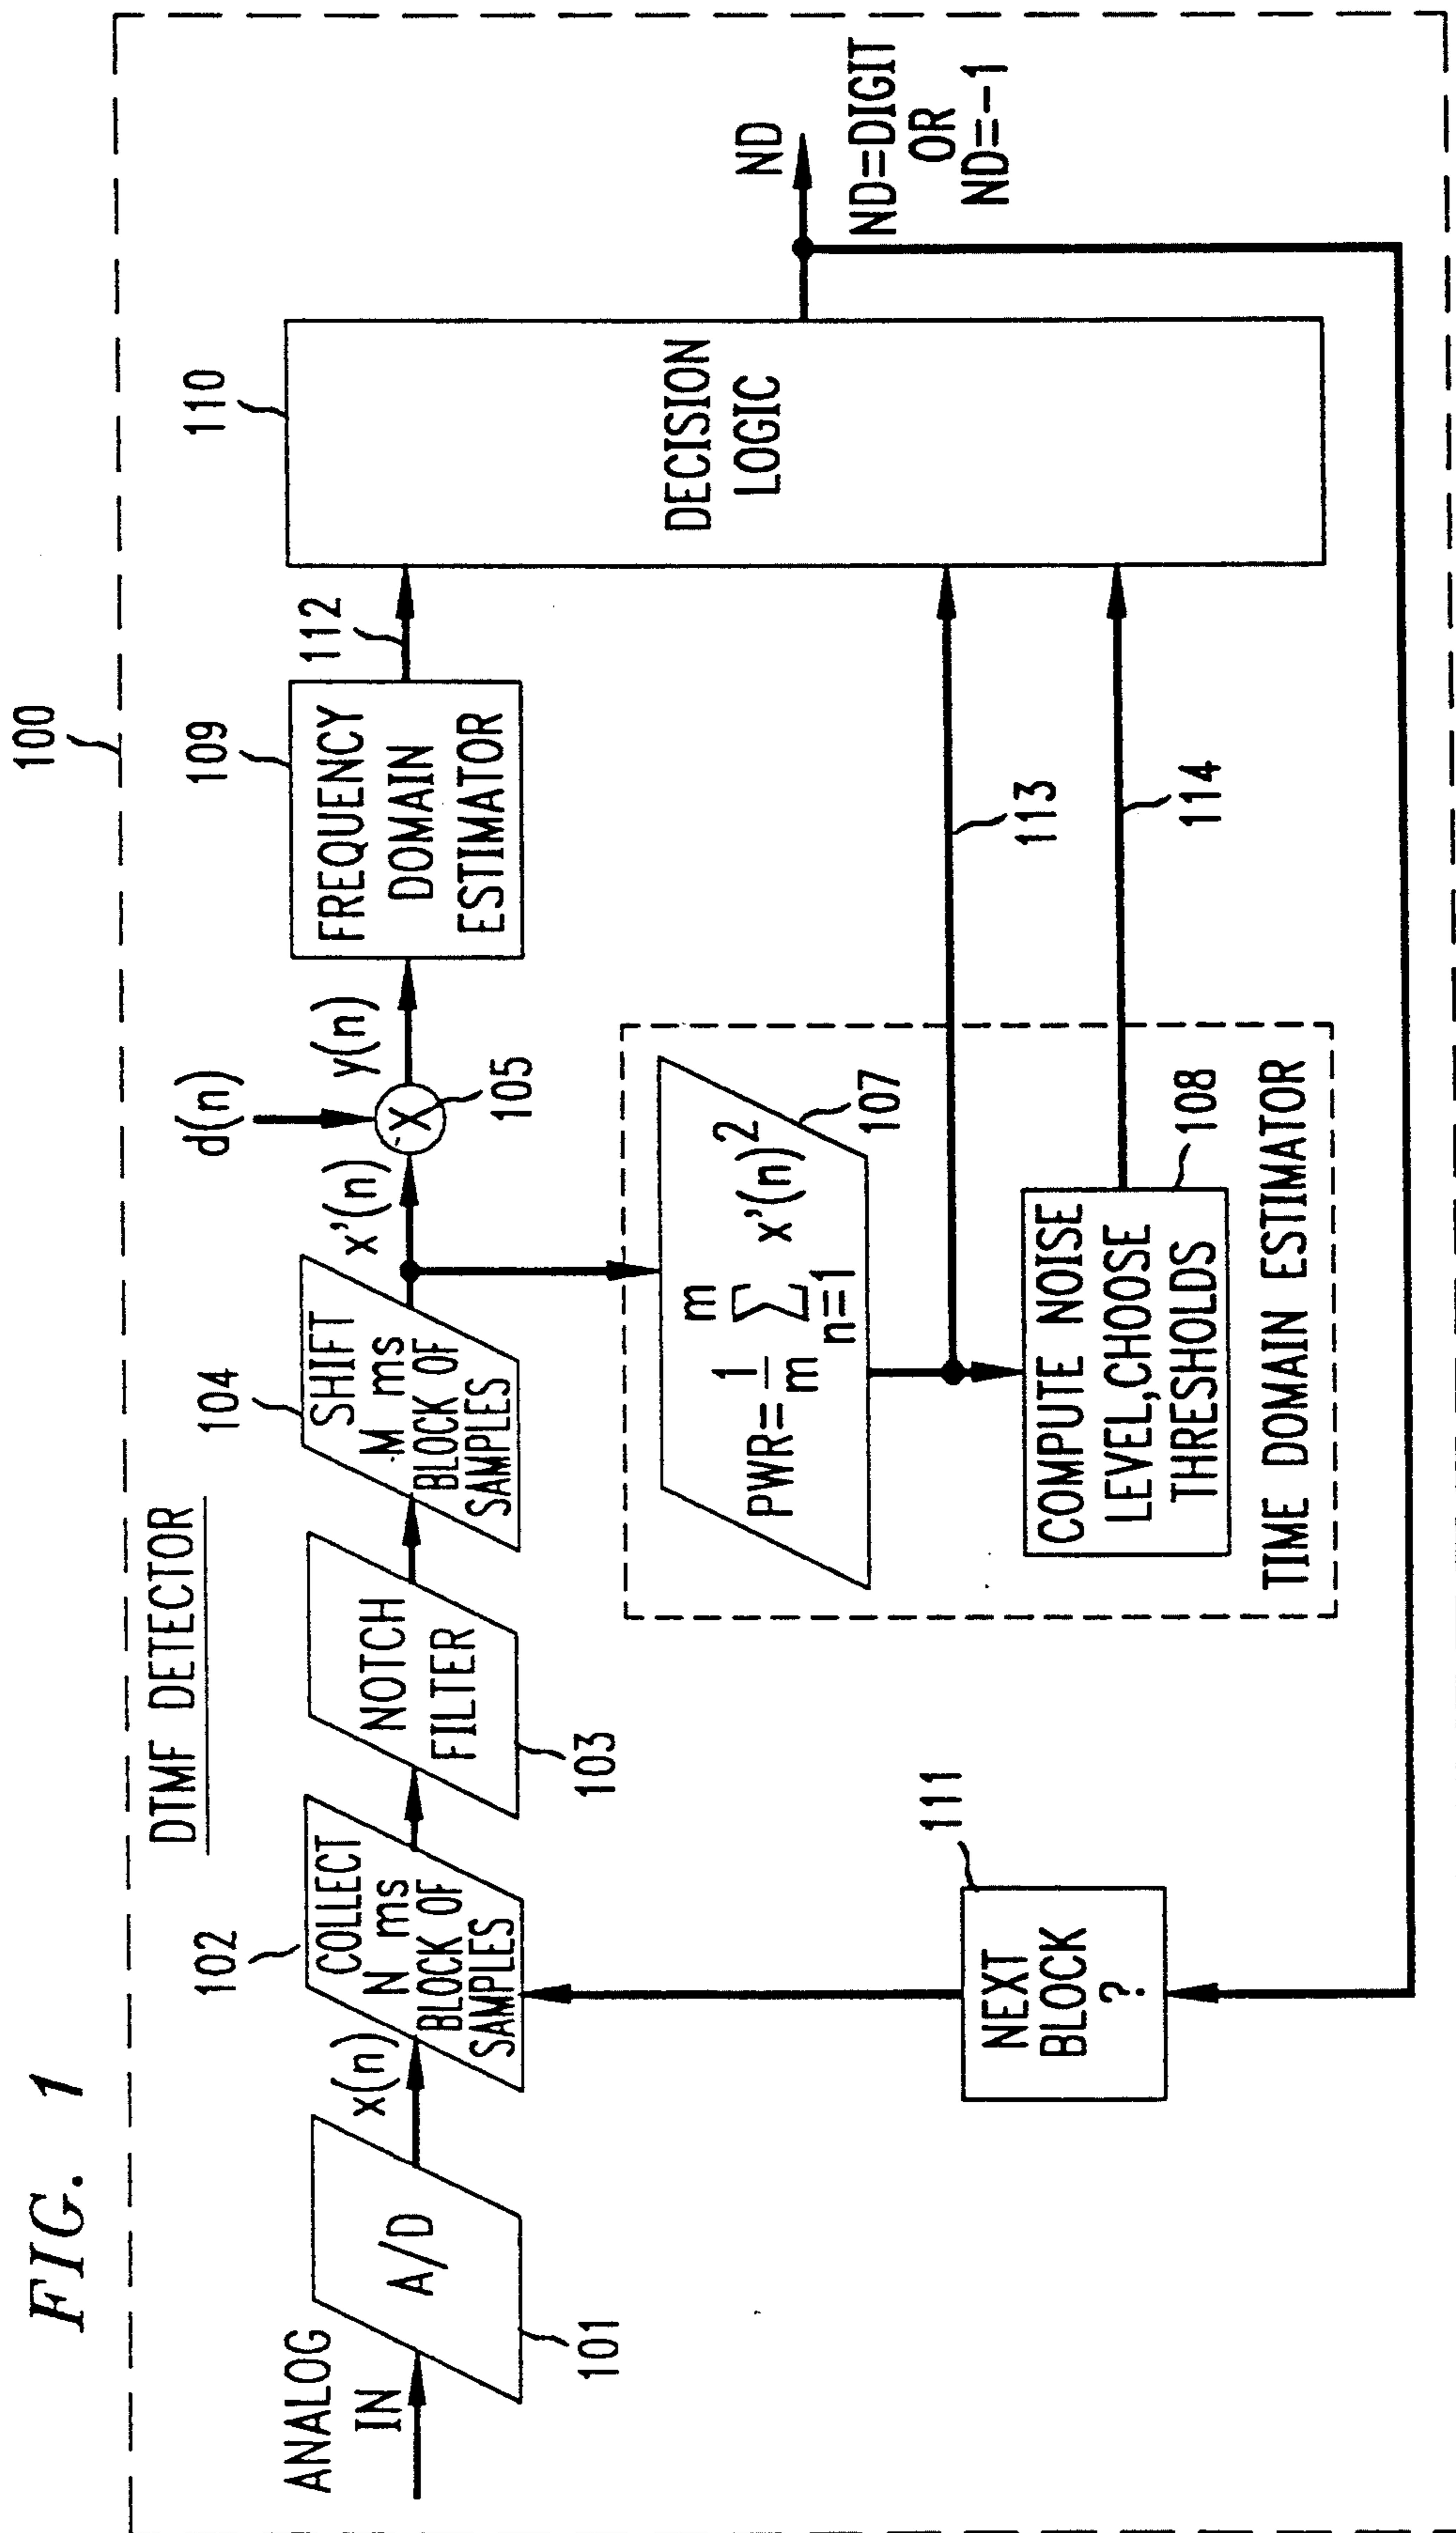 FIG. 1
100
DTMF DETECTOR
ANALOG
IN
A/D
101
x(n)
102
COLLECT
N ms
BLOCK OF
SAMPLES
NOTCH
FILTER
103
104
SHIFT
M ms
BLOCK OF
SAMPLES
x'(n)
d(n)
X
105
y(n)
109
FREQUENCY
DOMAIN
ESTIMATOR
112
110
DECISION
LOGIC
ND
ND=DIGIT
OR
ND=-1
PWR= 1/m m ∑ n=1 x'(n)2
107
COMPUTE NOISE
LEVEL,CHOOSE
THRESHOLDS
108
TIME DOMAIN ESTIMATOR
113
114
111
NEXT
BLOCK
?